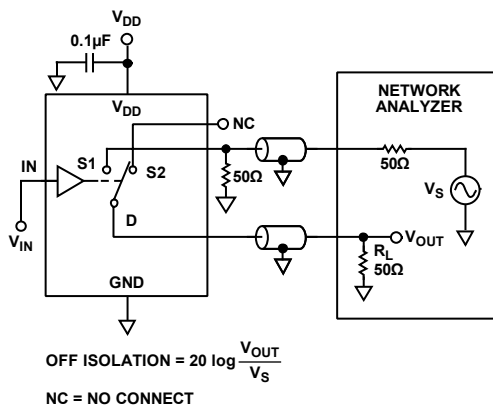 VDD
0.1µF
VDD
NC
NETWORK
ANALYZER
IN
S1
S2
50Ω
50Ω
VS
VIN
D
VOUT
RL
50Ω
GND
OFF ISOLATION = 20 log VOUT/VS
NC = NO CONNECT